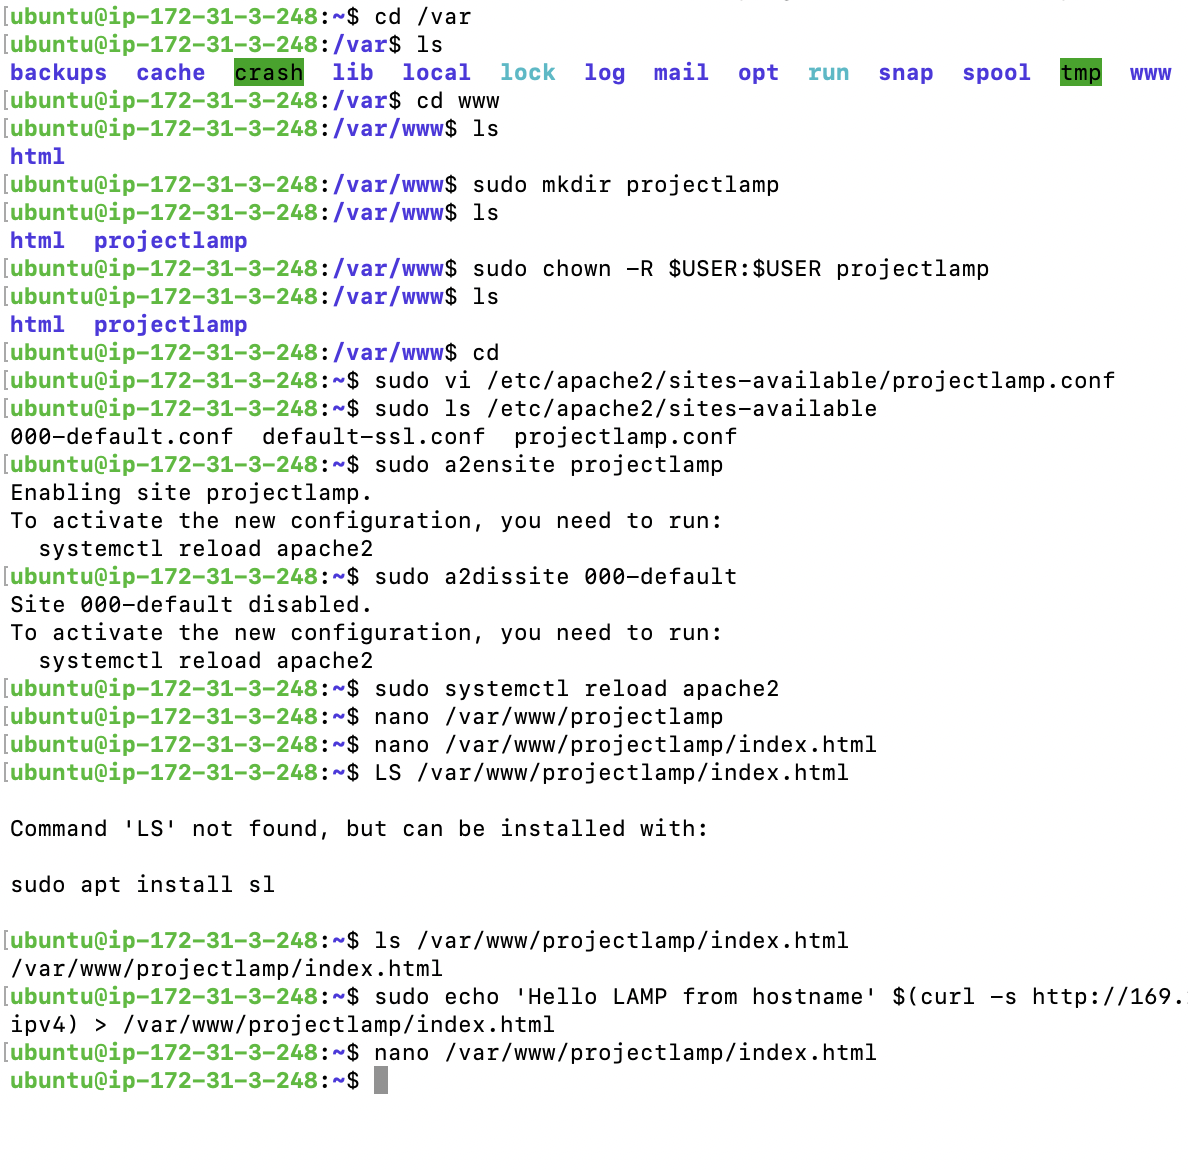 [ubuntu@ip-172-31-3-248:~$ cd /var
[ubuntu@ip-172-31-3-248:/var$ ls
backups  cache  crash  lib  local  lock  log  mail  opt  run  snap  spool  tmp  www
[ubuntu@ip-172-31-3-248:/var$ cd www
[ubuntu@ip-172-31-3-248:/var/www$ ls
html
[ubuntu@ip-172-31-3-248:/var/www$ sudo mkdir projectlamp
[ubuntu@ip-172-31-3-248:/var/www$ ls
html  projectlamp
[ubuntu@ip-172-31-3-248:/var/www$ sudo chown -R $USER:$USER projectlamp
[ubuntu@ip-172-31-3-248:/var/www$ ls
html  projectlamp
[ubuntu@ip-172-31-3-248:/var/www$ cd
[ubuntu@ip-172-31-3-248:~$ sudo vi /etc/apache2/sites-available/projectlamp.conf
[ubuntu@ip-172-31-3-248:~$ sudo ls /etc/apache2/sites-available
000-default.conf  default-ssl.conf  projectlamp.conf
[ubuntu@ip-172-31-3-248:~$ sudo a2ensite projectlamp
Enabling site projectlamp.
To activate the new configuration, you need to run:
  systemctl reload apache2
[ubuntu@ip-172-31-3-248:~$ sudo a2dissite 000-default
Site 000-default disabled.
To activate the new configuration, you need to run:
  systemctl reload apache2
[ubuntu@ip-172-31-3-248:~$ sudo systemctl reload apache2
[ubuntu@ip-172-31-3-248:~$ nano /var/www/projectlamp
[ubuntu@ip-172-31-3-248:~$ nano /var/www/projectlamp/index.html
[ubuntu@ip-172-31-3-248:~$ LS /var/www/projectlamp/index.html
Command 'LS' not found, but can be installed with:
sudo apt install sl
[ubuntu@ip-172-31-3-248:~$ ls /var/www/projectlamp/index.html
/var/www/projectlamp/index.html
[ubuntu@ip-172-31-3-248:~$ sudo echo 'Hello LAMP from hostname' $(curl -s http://169.
ipv4) > /var/www/projectlamp/index.html
[ubuntu@ip-172-31-3-248:~$ nano /var/www/projectlamp/index.html
ubuntu@ip-172-31-3-248:~$